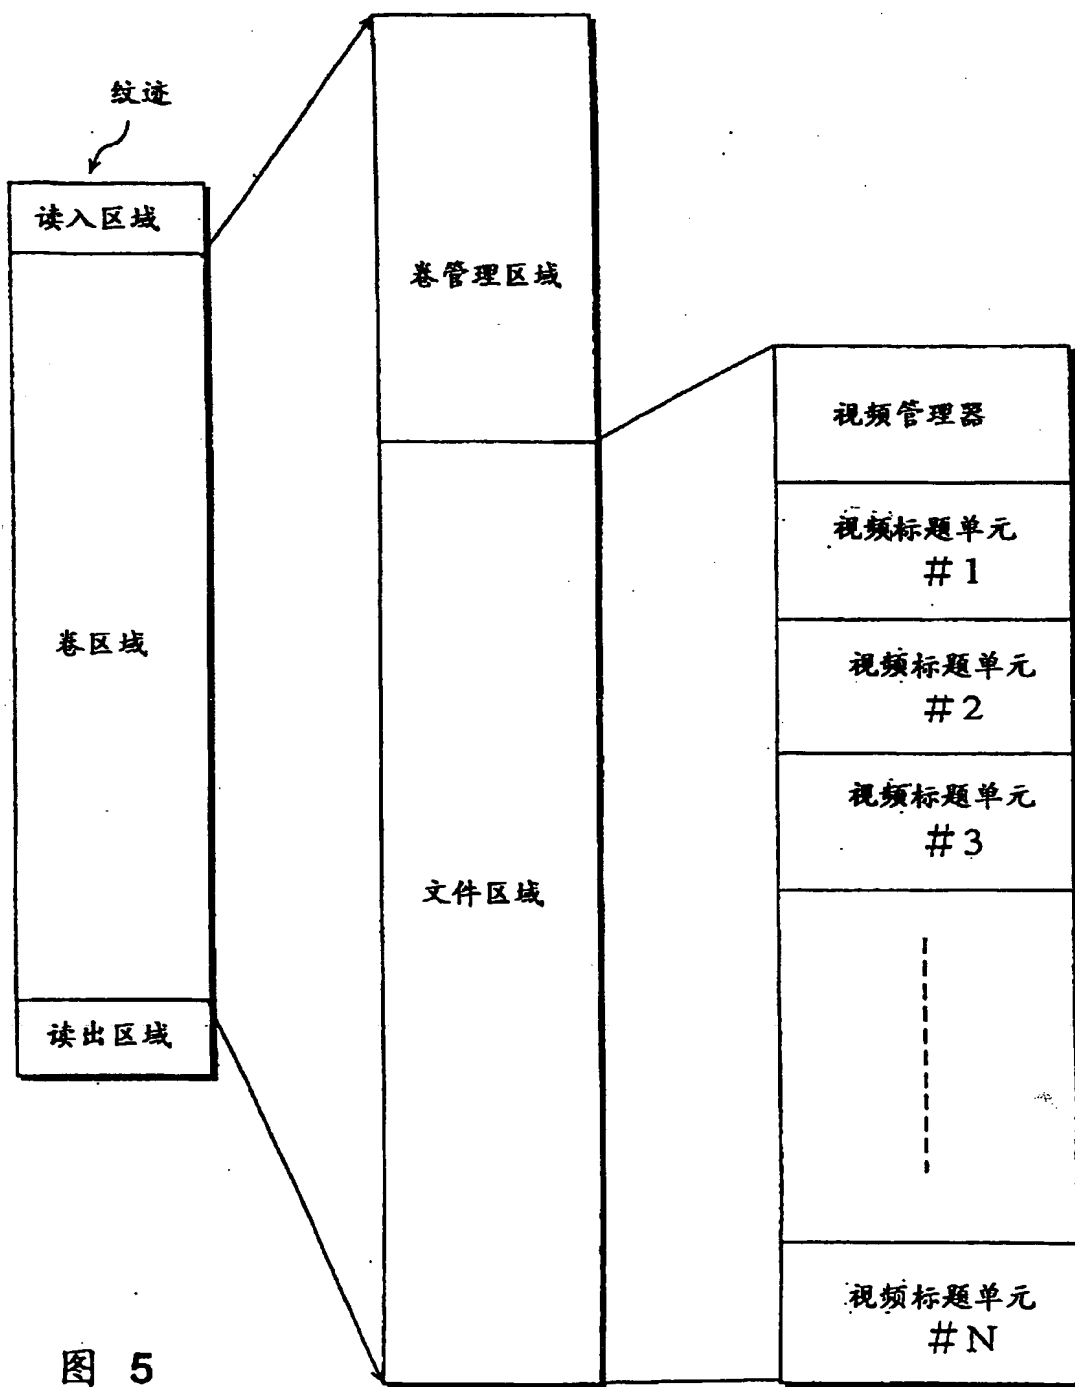 纹迹
读入区域
卷区域
读出区域
卷管理区域
文件区域
视频管理器
视频标题单元
#1
视频标题单元
#2
视频标题单元
#3
视频标题单元
#N
图 5